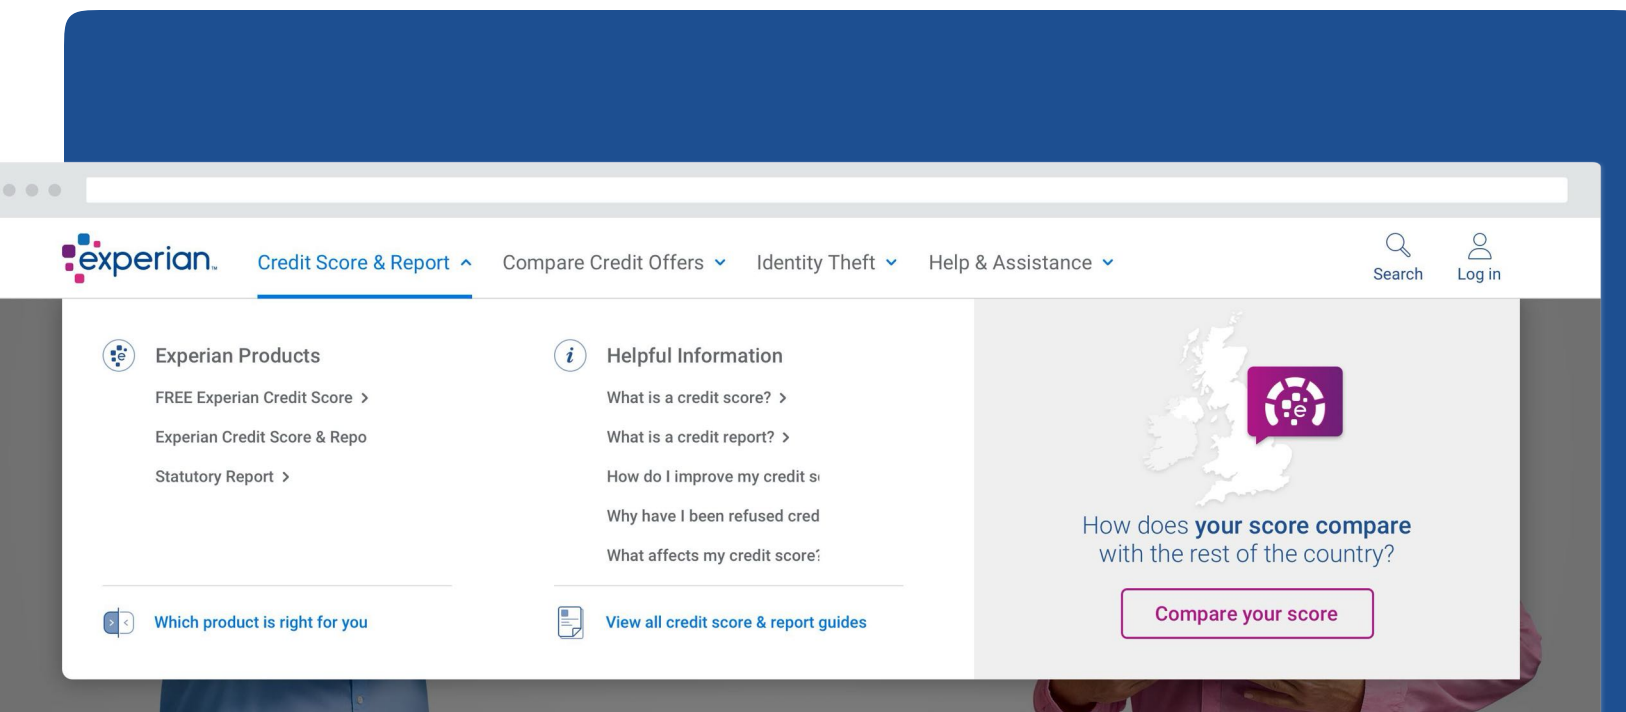 experian™
Credit Score & Report
Compare Credit Offers
Identity Theft
Help & Assistance
Search
Log in
Experian Products
FREE Experian Credit Score >
Experian Credit Score & Repo
Statutory Report >
Which product is right for you
i
Helpful Information
What is a credit score? >
What is a credit report? >
How do I improve my credit
Why have I been refused cred
What affects my credit score?
View all credit score & report guides
e
How does your score compare
with the rest of the country?
Compare your score